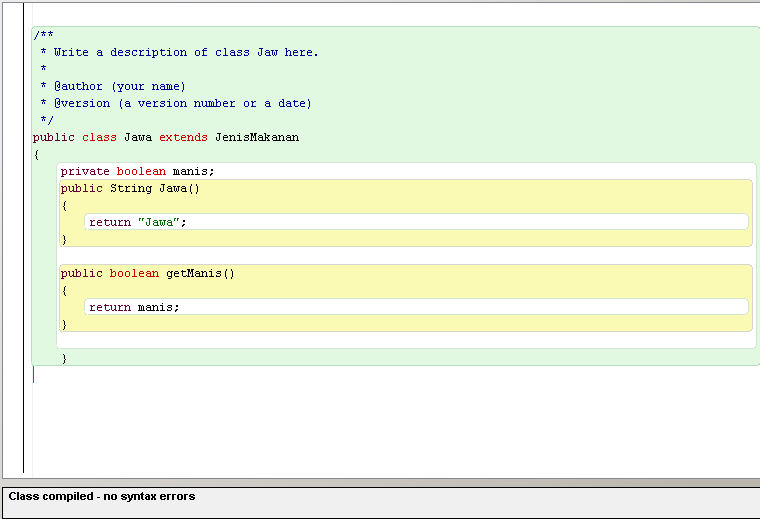 /**
 * Write a description of class Jaw here.
 *
 * @author (your name)
 * @version (a version number or a date)
 */
public class Jawa extends JenisMakanan
{
    private boolean manis;
    public String Jawa()
    {
        return "Jawa";
    }

    public boolean getManis()
    {
        return manis;
    }

    }
Class compiled - no syntax errors